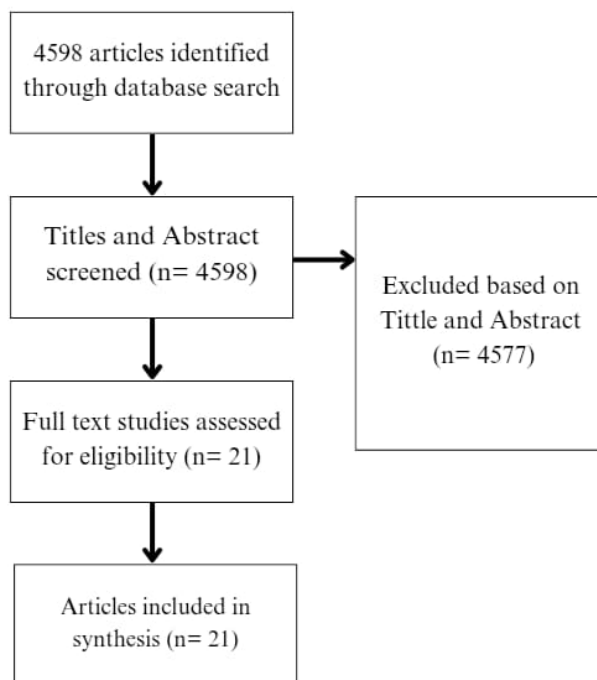 4598 articles identified
through database search
Titles and Abstract
screened (n= 4598)
Excluded based on
Tittle and Abstract
(n= 4577)
Full text studies assessed
for eligibility (n= 21)
Articles included in
synthesis (n= 21)